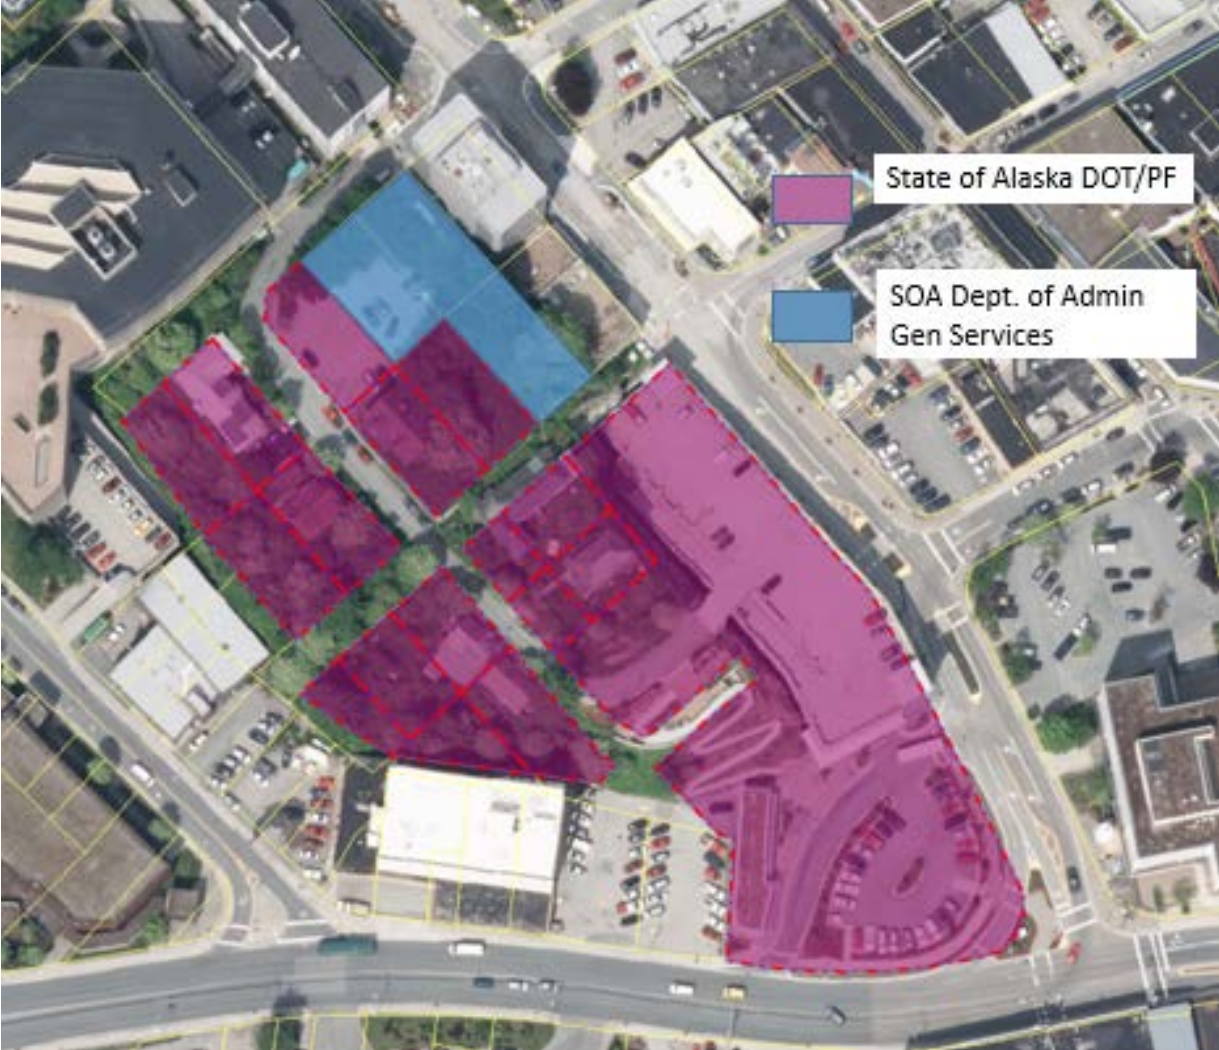 State of Alaska DOT/PF
SOA Dept. of Admin
Gen Services